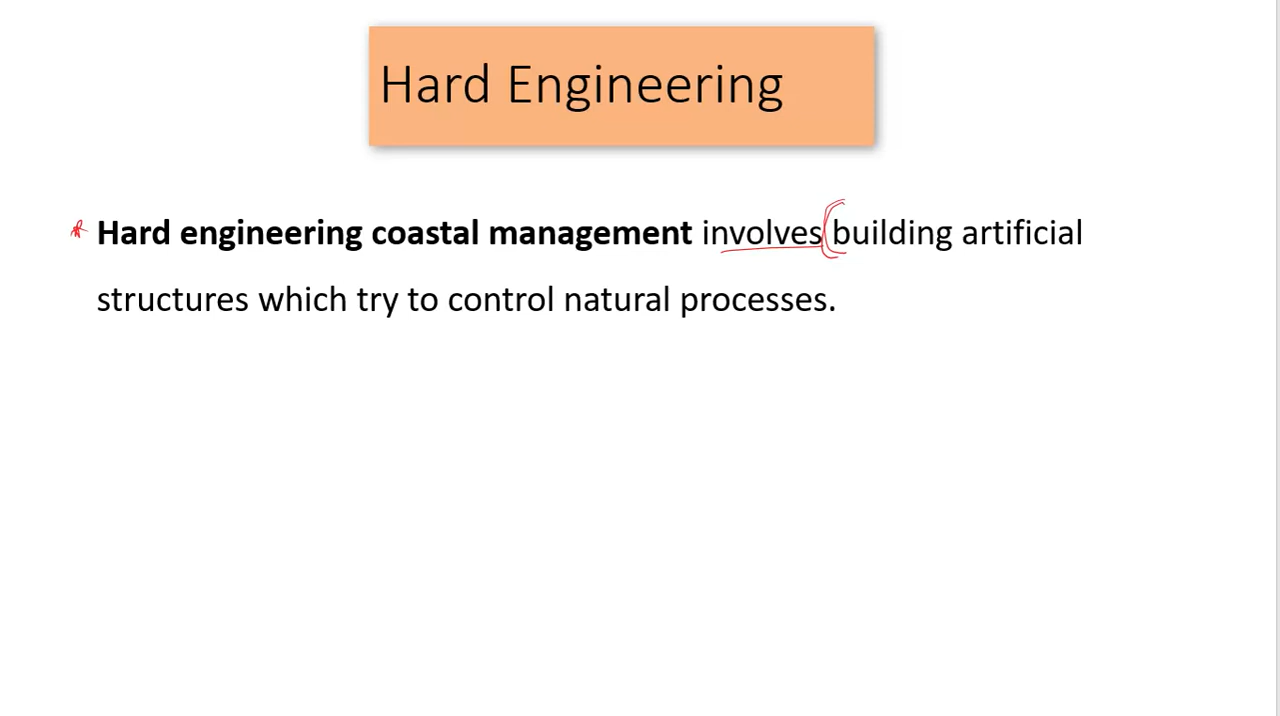 Hard Engineering
* Hard engineering coastal management involves (building artificial
structures which try to control natural processes.